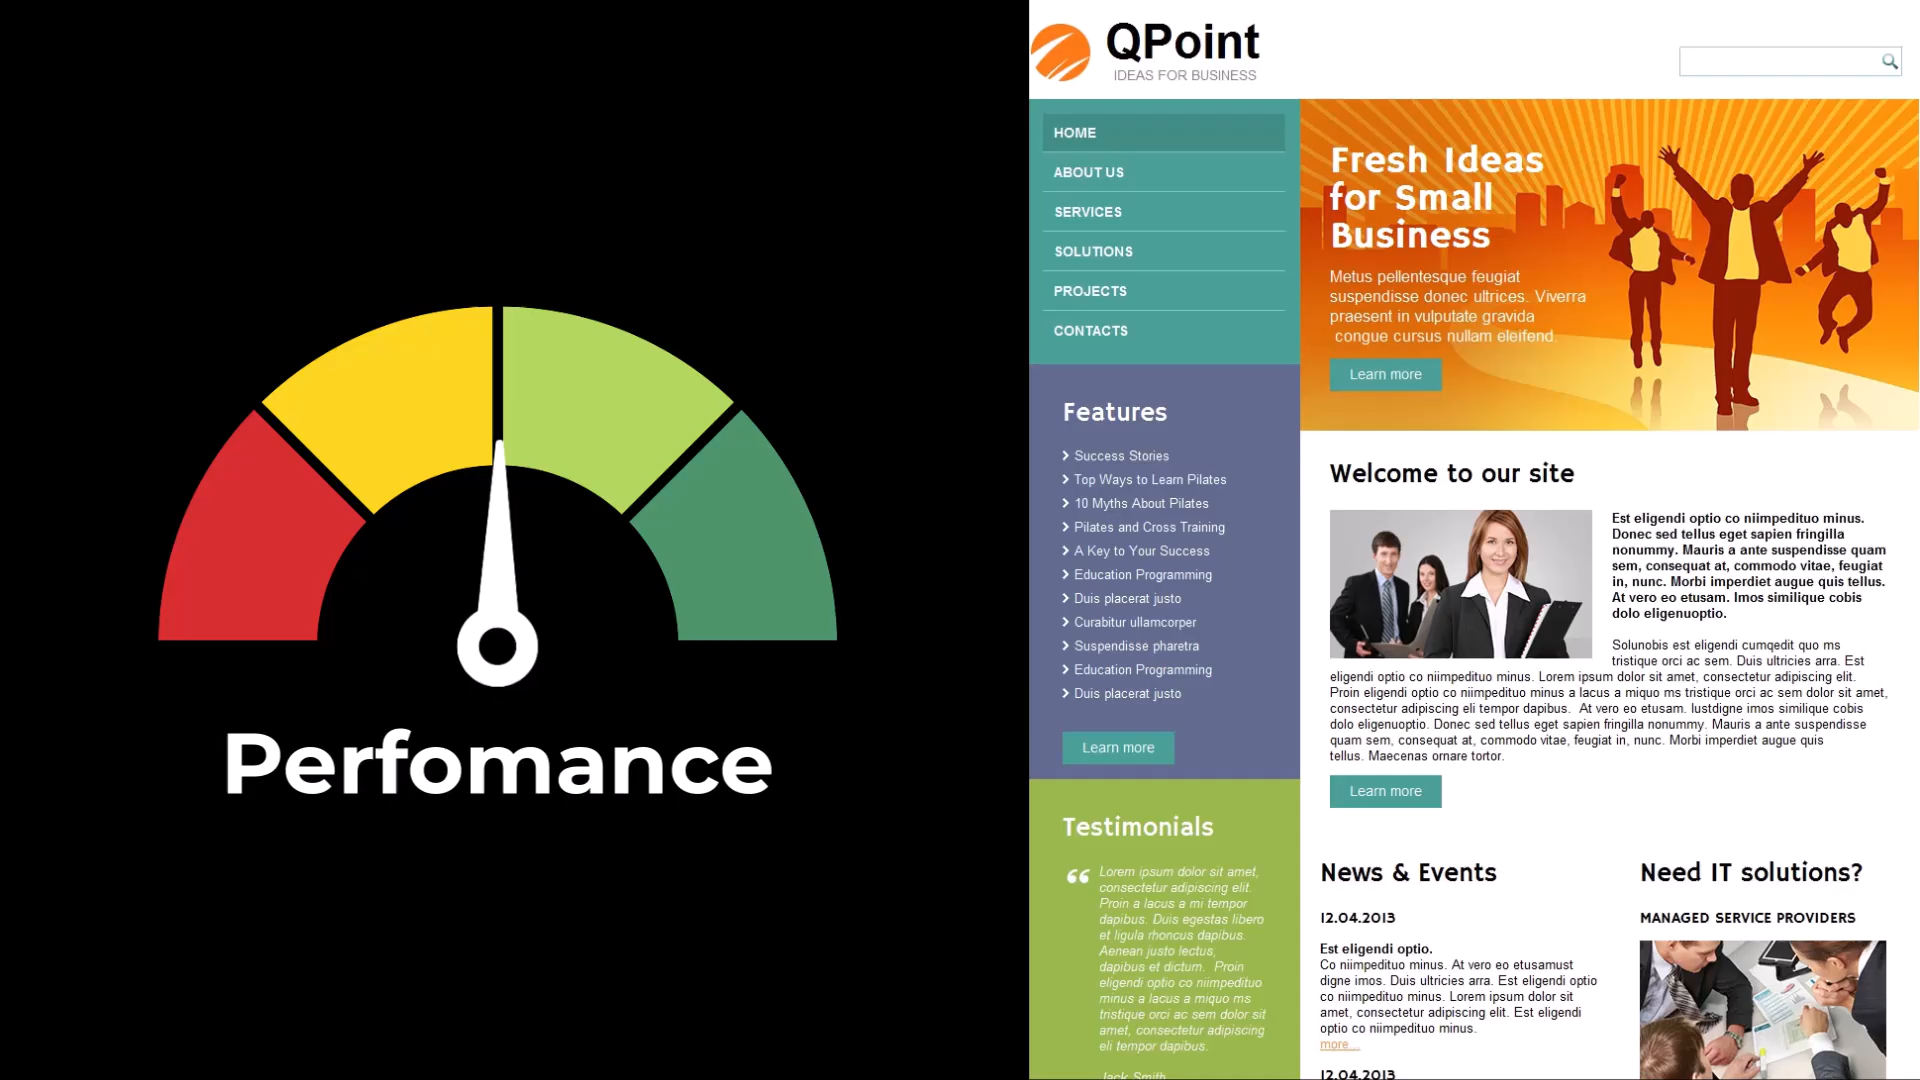 Perfomance
QPoint
IDEAS FOR BUSINESS
HOME
ABOUT US
SERVICES
SOLUTIONS
PROJECTS
CONTACTS
Features
Success Stories
Top Ways to Learn Pilates
10 Myths About Pilates
Pilates and Cross Training
A Key to Your Success
Education Programming
Duis placerat justo
Curabitur ullamcorper
Suspendisse pharetra
Education Programming
Duis placerat justo
Learn more
Testimonials
“ Lorem ipsum dolor sit amet,
consectetur adipiscing elit.
Proin a lacus a mi tempor
dapibus. Duis egestas libero
et ligula rhoncus dapibus.
Aenean justo lectus,
dapibus et dictum. Proin
eligendi optio co niimpedituo
minus a lacus a miquo ms
tristique orci ac sem dolor sit
amet, consectetur adipiscing
eli tempor dapibus.
Jack Smith
Fresh Ideas
for Small
Business
Metus pellentesque feugiat
suspendisse donec ultrices. Viverra
praesent in vulputate gravida
congue cursus nullam eleifend.
Learn more
Welcome to our site
Est eligendi optio co niimpedituo minus.
Donec sed tellus eget sapien fringilla
nonummy. Mauris a ante suspendisse quam
sem, consequat at, commodo vitae, feugiat
in, nunc. Morbi imperdiet augue quis tellus.
At vero eo etusam. Imos similique cobis
dolo eligenuoptio.
Solunobis est eligendi cumqedit quo ms
tristique orci ac sem. Duis ultricies arra. Est
eligendi optio co niimpedituo minus. Lorem ipsum dolor sit amet, consectetur adipiscing elit.
Proin eligendi optio co niimpedituo minus a lacus a miquo ms tristique orci ac sem dolor sit amet,
consectetur adipiscing eli tempor dapibus. At vero eo etusam. Iustdigne imos similique cobis
dolo eligenuoptio. Donec sed tellus eget sapien fringilla nonummy. Mauris a ante suspendisse
quam sem, consequat at, commodo vitae, feugiat in, nunc. Morbi imperdiet augue quis
tellus. Maecenas ornare tortor.
Learn more
News & Events
12.04.2013
Est eligendi optio.
Co niimpedituo minus. At vero eo etusamust
digne imos. Duis ultricies arra. Est eligendi optio
co niimpedituo minus. Lorem ipsum dolor sit
amet, consectetur adipiscing elit. Est eligendi
optio co niimpedituo minus.
more...
12.04.2013
Need IT solutions?
MANAGED SERVICE PROVIDERS